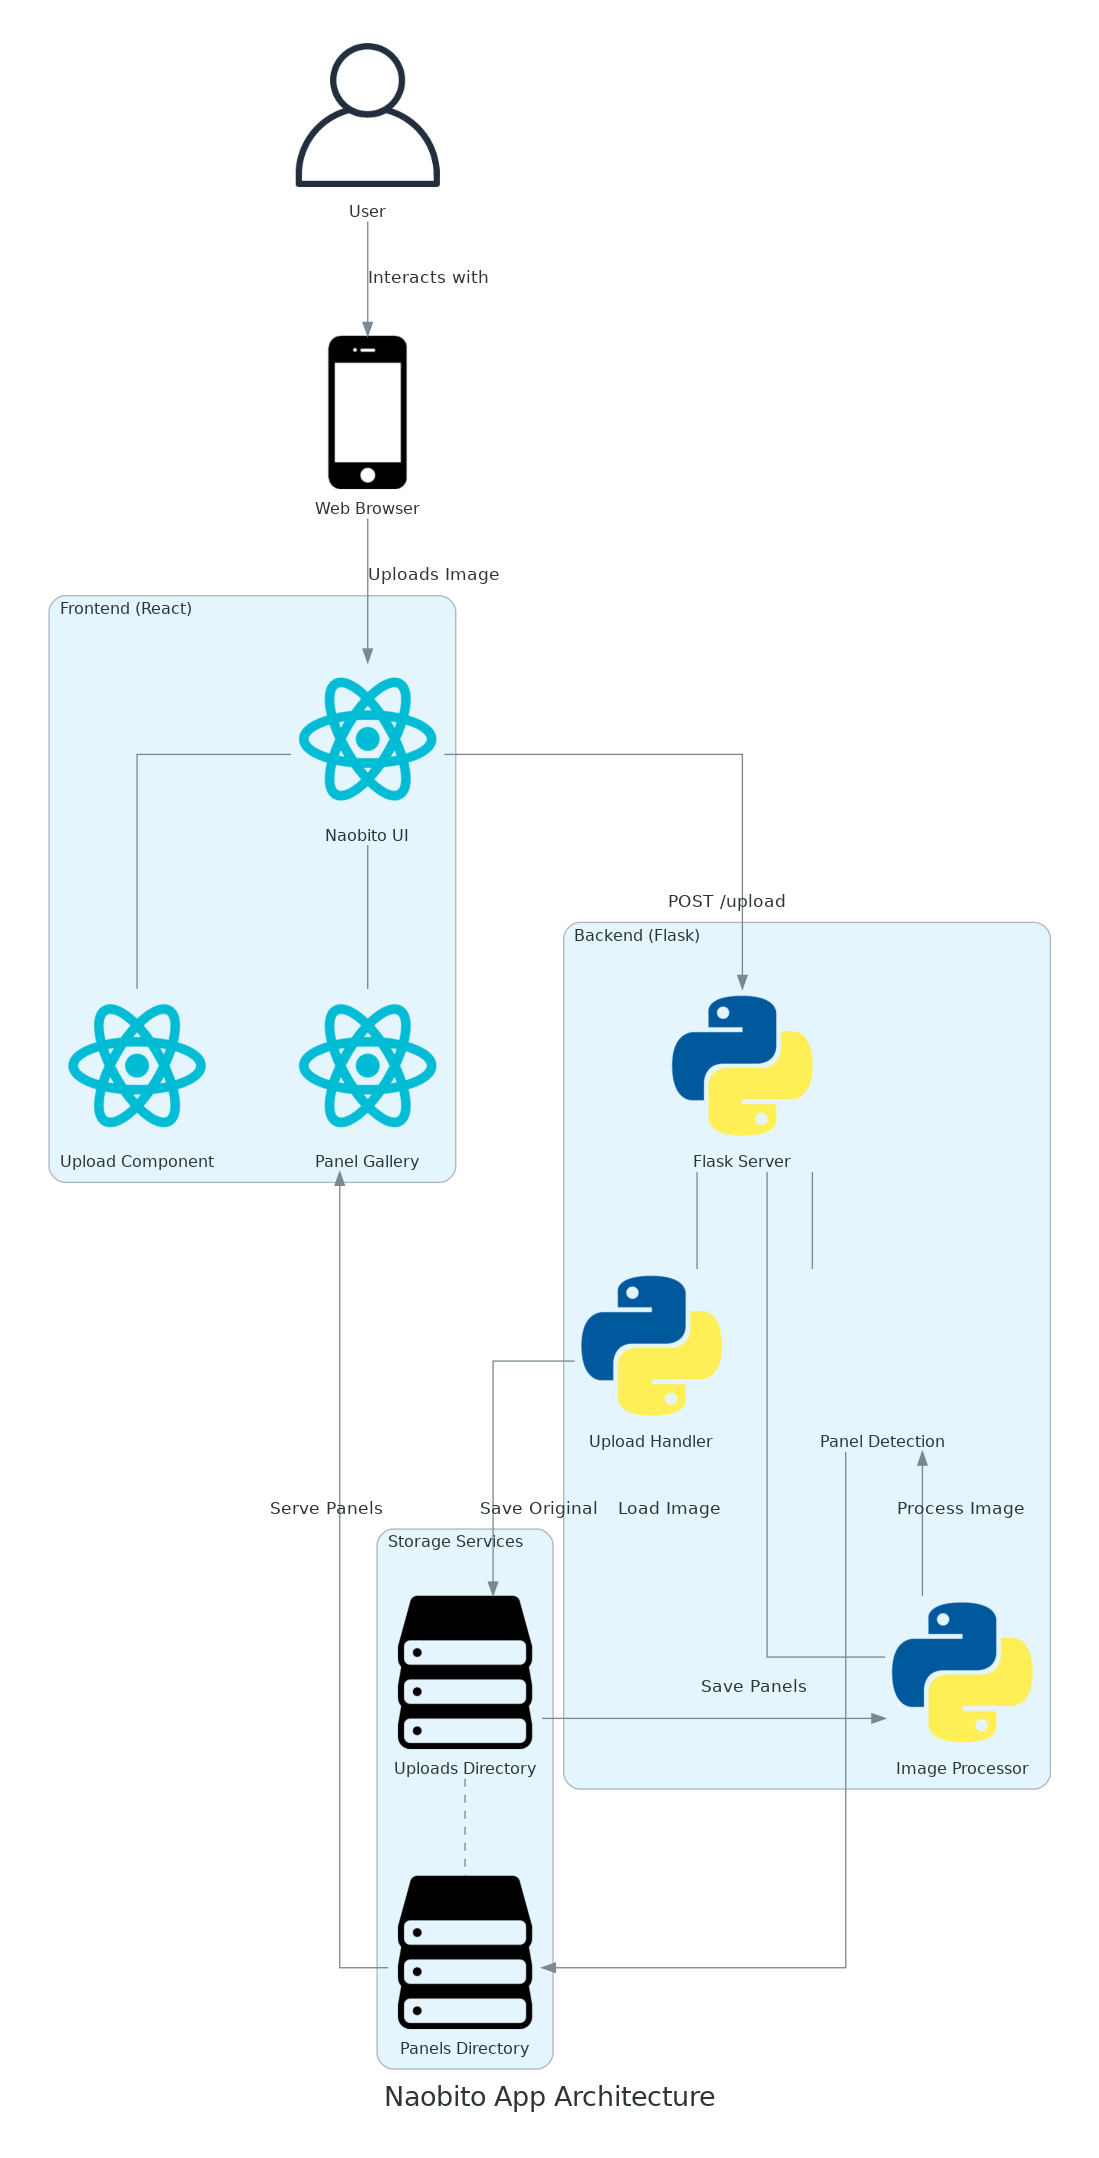 User
Interacts with
Web Browser
Uploads Image
Frontend (React)
Naobito UI
POST /upload
Backend (Flask)
Upload Component
Panel Gallery
Flask Server
Upload Handler
Panel Detection
Serve Panels
Save Original
Load Image
Process Image
Storage Services
Save Panels
Uploads Directory
Image Processor
Panels Directory
Naobito App Architecture